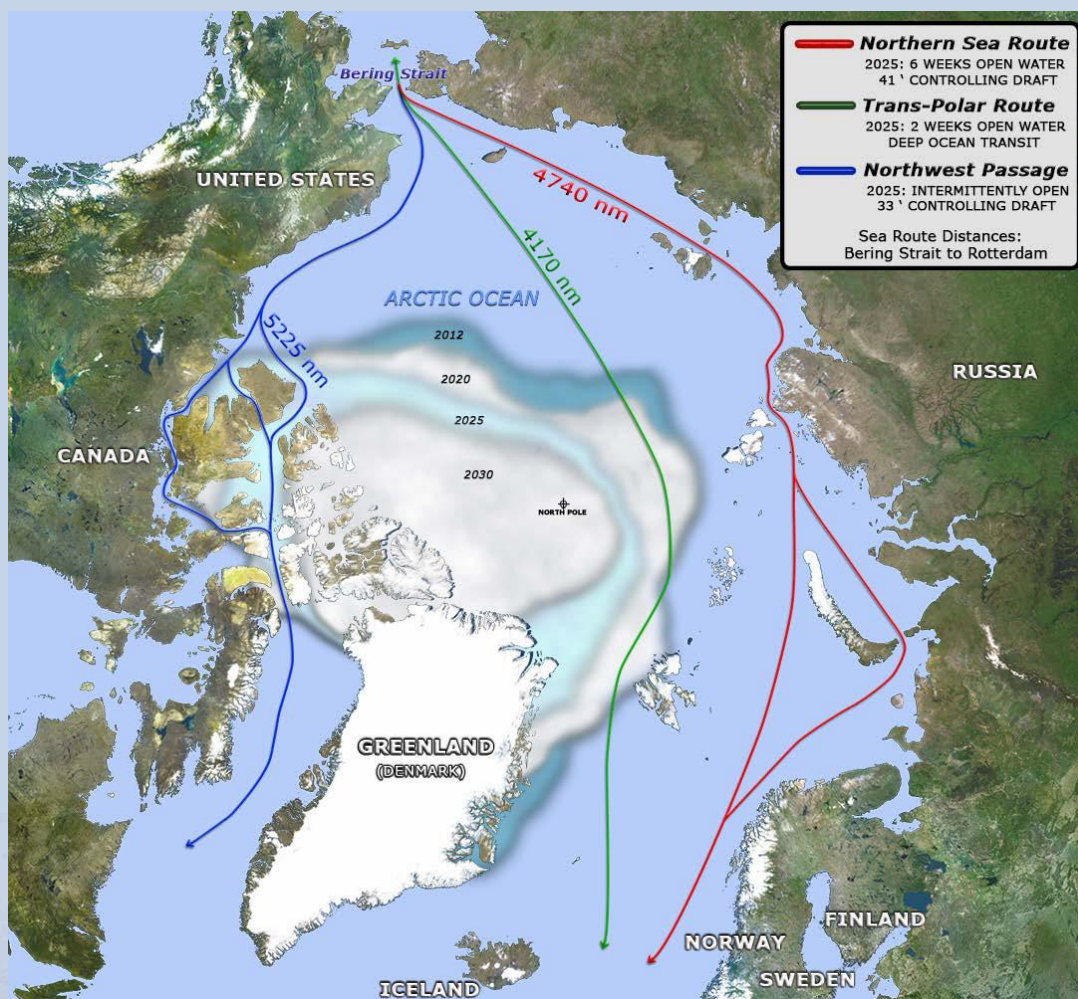 Northern Sea Route
2025: 6 WEEKS OPEN WATER
41 ' CONTROLLING DRAFT
Trans-Polar Route
2025: 2 WEEKS OPEN WATER
DEEP OCEAN TRANSIT
Northwest Passage
2025: INTERMITTENTLY OPEN
33 ' CONTROLLING DRAFT
Sea Route Distances:
Bering Strait to Rotterdam
Bering Strait
UNITED STATES
4740 nm
4170 nm
ARCTIC OCEAN
5225 nm
2012
2020
2025
2030
RUSSIA
CANADA
NORTH POLE
GREENLAND
(DENMARK)
FINLAND
NORWAY
SWEDEN
ICELAND